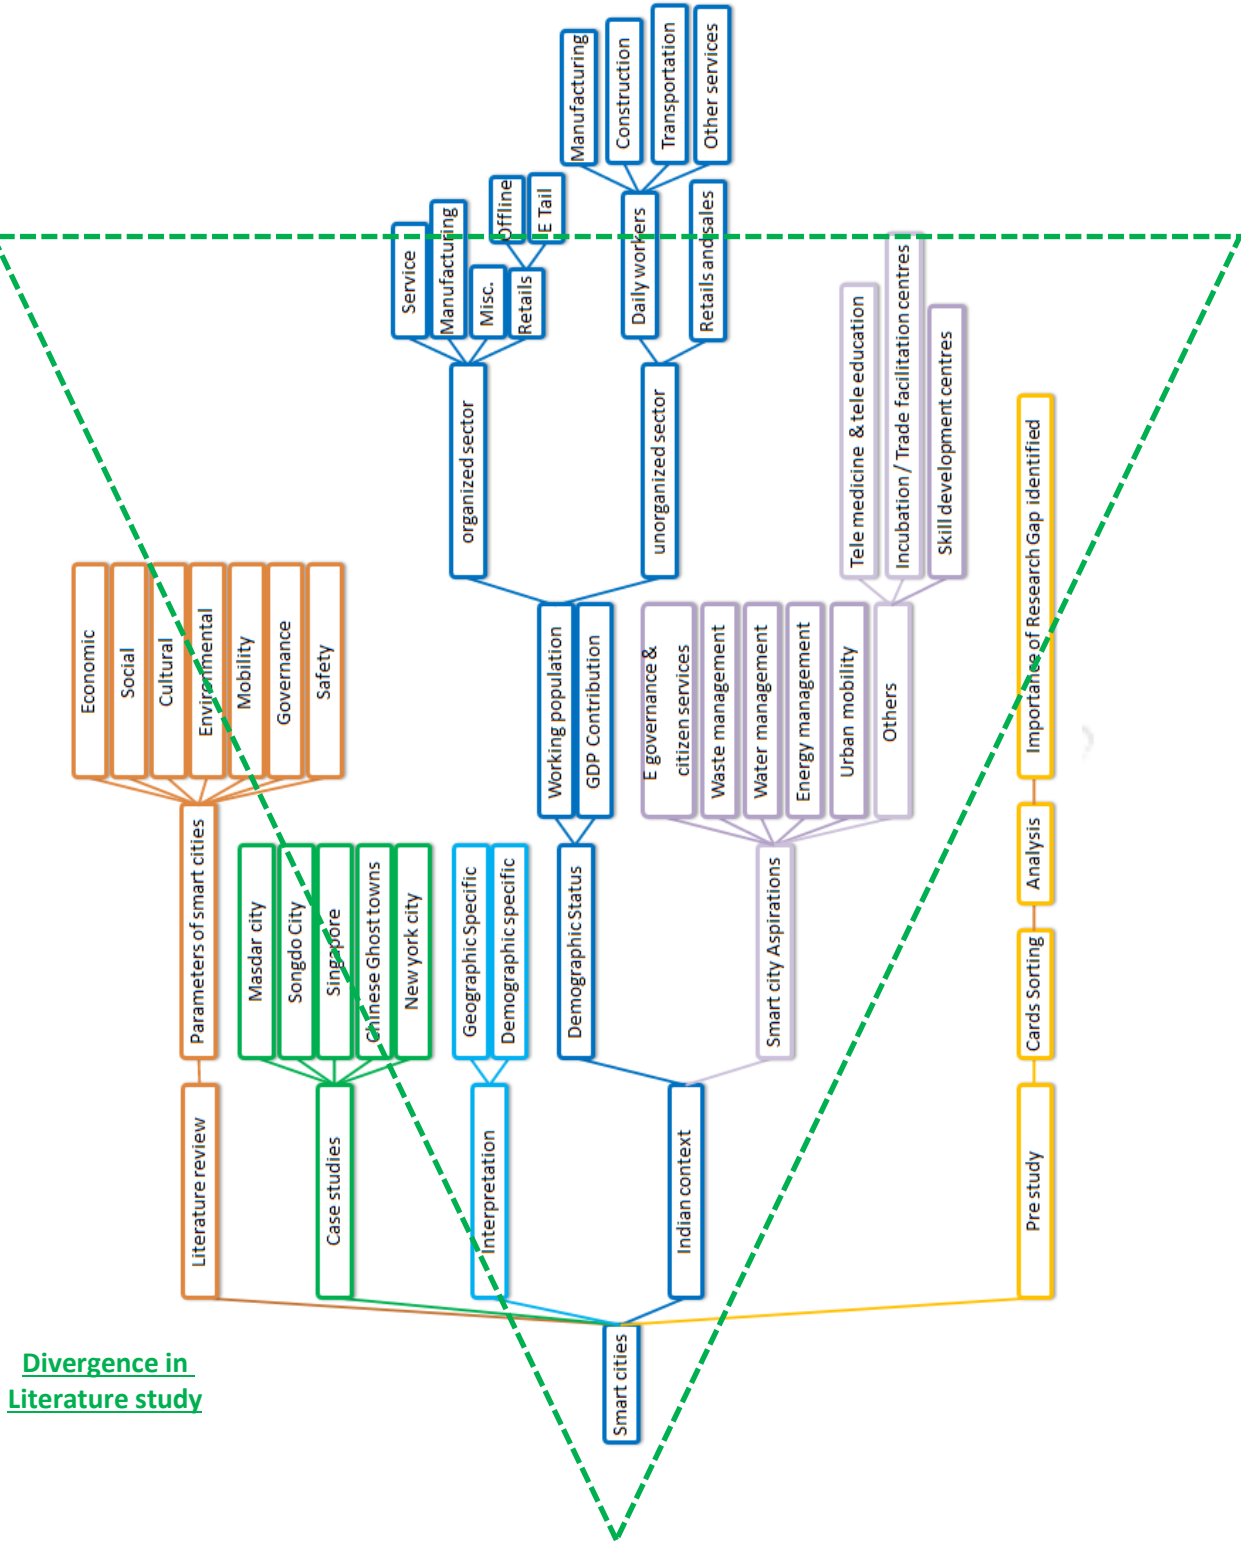 Divergence in
Literature study
Smart cities
Literature review
Parameters of smart cities
Economic
Social
Cultural
Environmental
Mobility
Governance
Safety
Case studies
Masdar city
Songdo City
Singapore
Chinese Ghost towns
New york city
Interpretation
Geographic Specific
Demographic specific
Indian context
Demographic Status
Working population
organized sector
Service
Manufacturing
Misc.
Retails
Offline
E Tail
unorganized sector
Daily workers
Manufacturing
Construction
Transportation
Other services
Retails and sales
GDP Contribution
Smart city Aspirations
E governance &
citizen services
Waste management
Water management
Energy management
Urban mobility
Others
Tele medicine & tele education
Incubation / Trade facilitation centres
Skill development centres
Pre study
Cards Sorting
Analysis
Importance of Research Gap identified